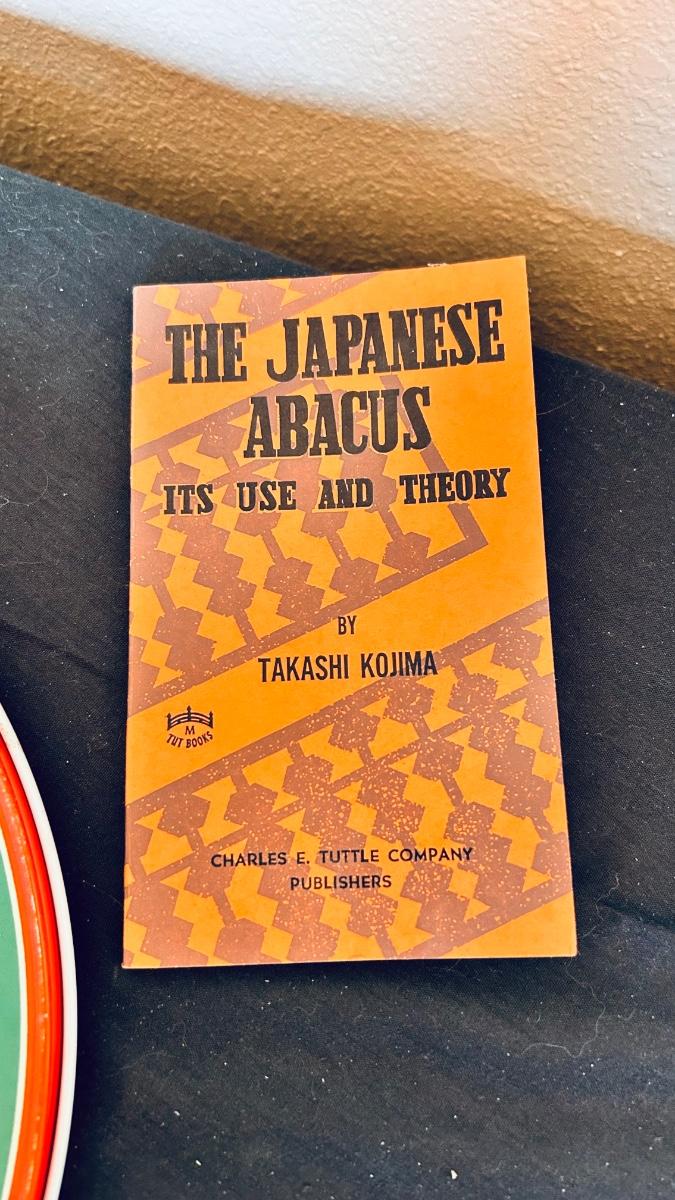 THE JAPANESE
ABACUS
ITS USE AND THEORY
BY
TAKASHI KOJIMA
M
TUT BOOKS
CHARLES E. TUTTLE COMPANY
PUBLISHERS